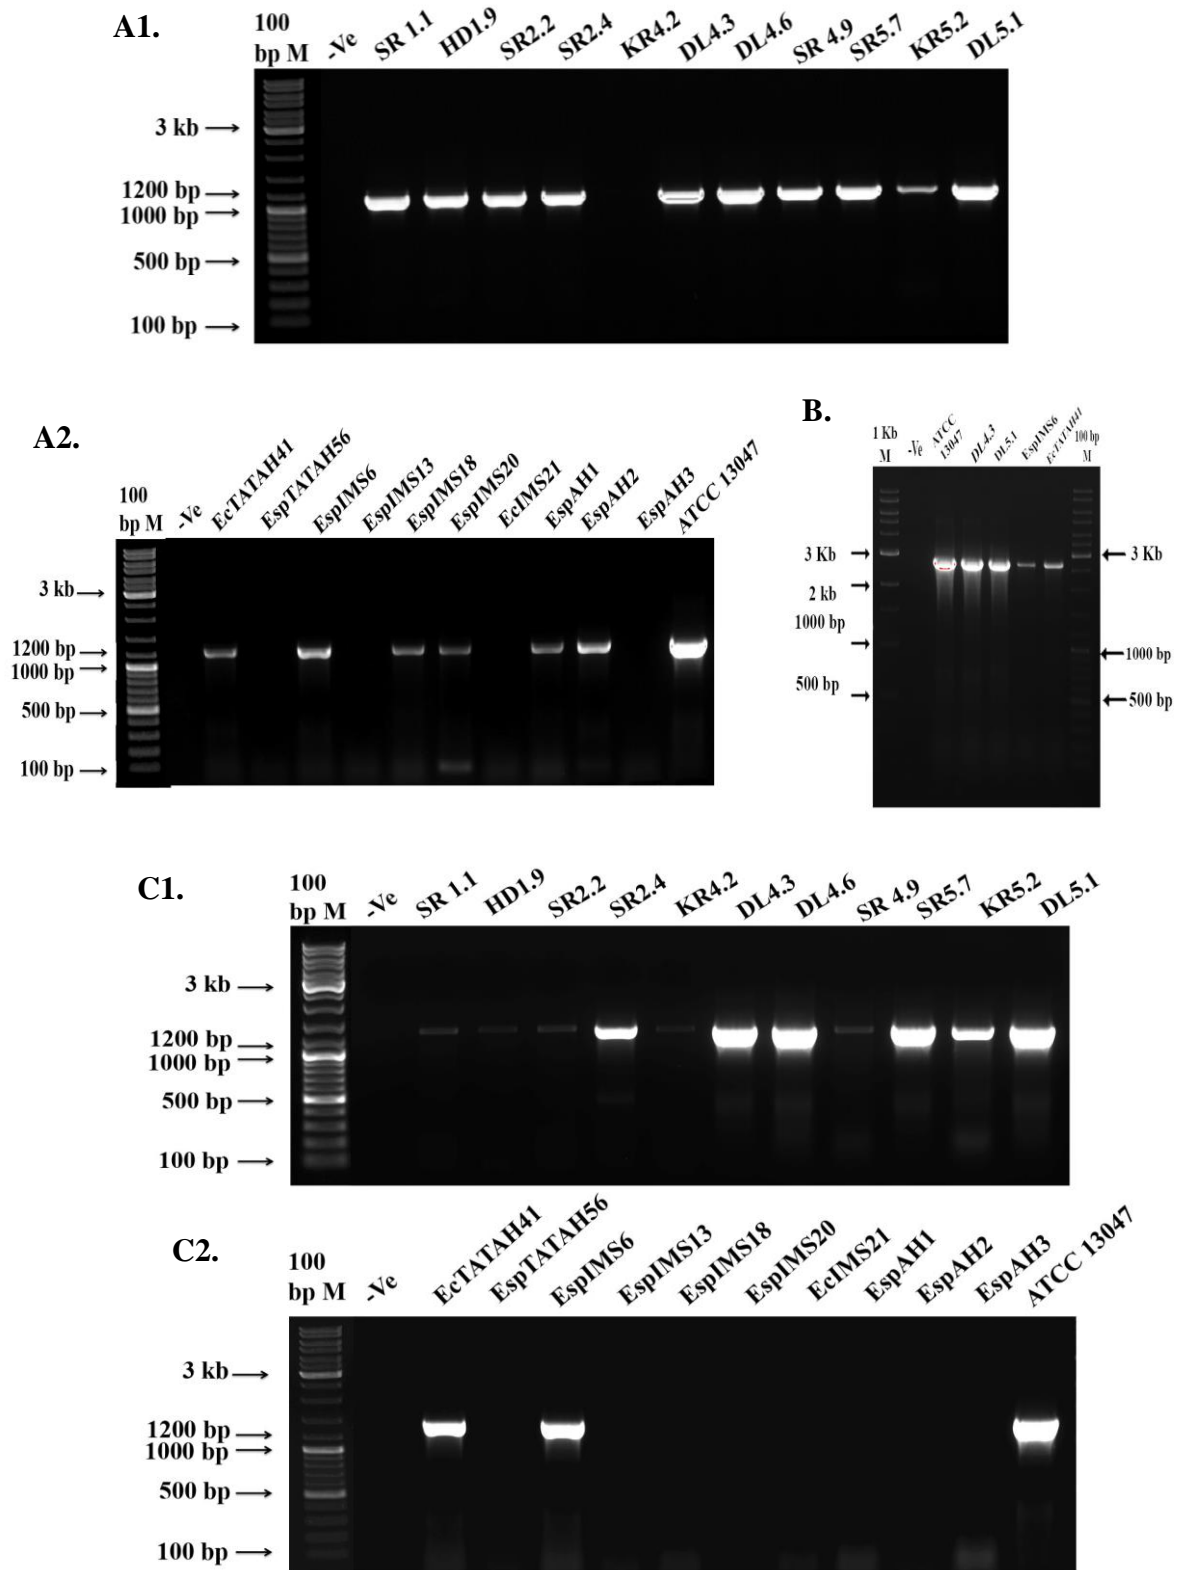 A1.
100
bp M
-Ve
SR 1.1
HD1.9
SR2.2
SR2.4
KR4.2
DL4.3
DL4.6
SR 4.9
SR5.7
KR5.2
DL5.1
3 kb
1200 bp
1000 bp
500 bp
100 bp
A2.
100
bp M
-Ve
EcTATAH41
EspTATAH56
EspIMS6
EspIMS13
EspIMS18
EspIMS20
EcIMS21
EspAH1
EspAH2
EspAH3
ATCC 13047
3 kb
1200 bp
1000 bp
500 bp
100 bp
B.
1 Kb
M
-Ve
ATCC
13047
DL4.3
DL5.1
EspIMS6
EcTATAH41
100 bp
M
3 Kb
2 kb
1000 bp
500 bp
3 Kb
1000 bp
500 bp
C1.
100
bp M
-Ve
SR 1.1
HD1.9
SR2.2
SR2.4
KR4.2
DL4.3
DL4.6
SR 4.9
SR5.7
KR5.2
DL5.1
3 kb
1200 bp
1000 bp
500 bp
100 bp
C2.
100
bp M
-Ve
EcTATAH41
EspTATAH56
EspIMS6
EspIMS13
EspIMS18
EspIMS20
EcIMS21
EspAH1
EspAH2
EspAH3
ATCC 13047
3 kb
1200 bp
1000 bp
500 bp
100 bp